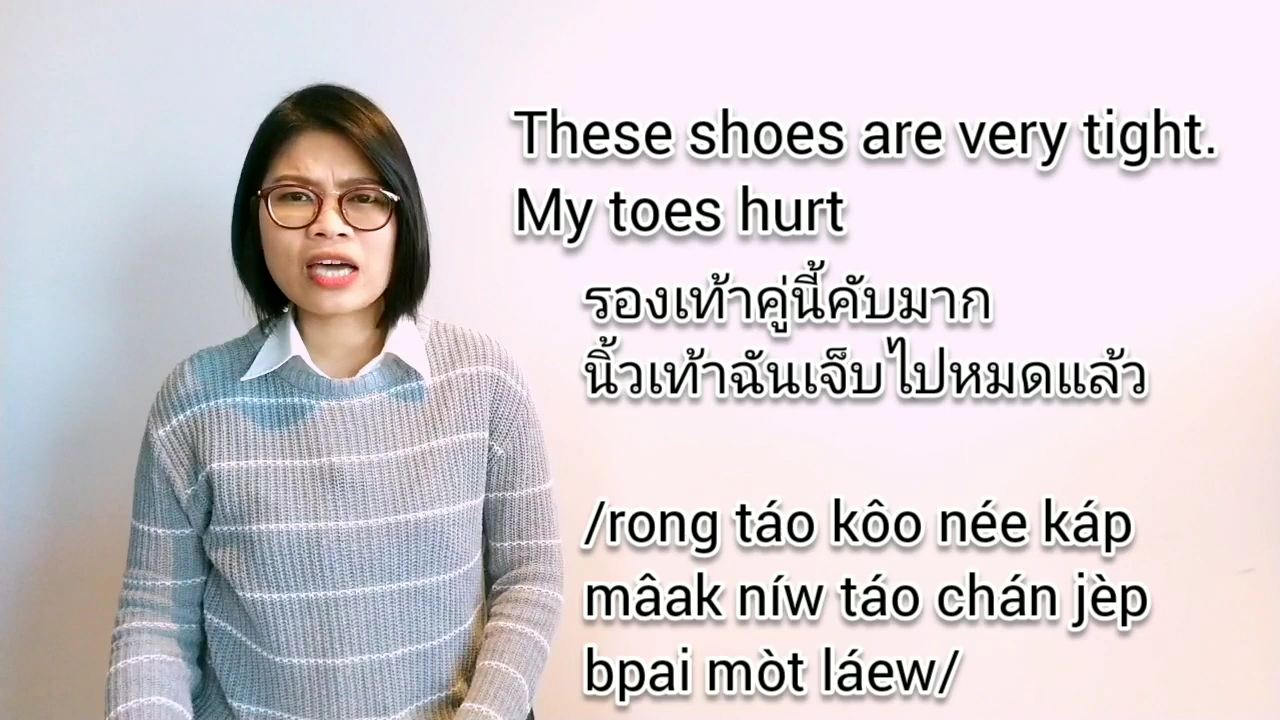 These shoes are very tight.
My toes hurt
รองเท้าคู่นี้คับมาก
นิ้วเท้าฉันเจ็บไปหมดแล้ว
/rong táo kôo née káp
mâak níw táo chán jèp
bpai mòt láew/